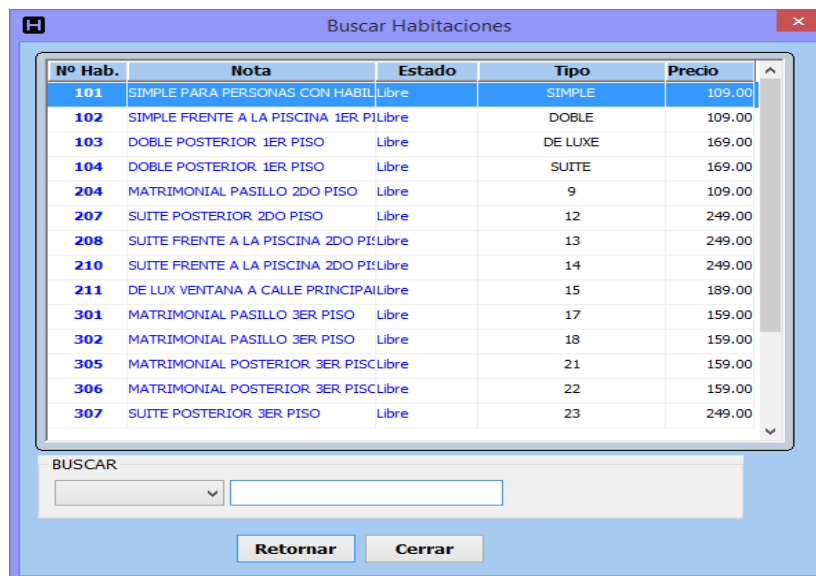 H Buscar Habitaciones
Nº Hab. Nota Estado Tipo Precio
101 SIMPLE PARA PERSONAS CON HABIL Libre SIMPLE 109.00
102 SIMPLE FRENTE A LA PISCINA 1ER PI Libre DOBLE 109.00
103 DOBLE POSTERIOR 1ER PISO Libre DE LUXE 169.00
104 DOBLE POSTERIOR 1ER PISO Libre SUITE 169.00
204 MATRIMONIAL PASILLO 2DO PISO Libre 9 109.00
207 SUITE POSTERIOR 2DO PISO Libre 12 249.00
208 SUITE FRENTE A LA PISCINA 2DO PIS Libre 13 249.00
210 SUITE FRENTE A LA PISCINA 2DO PIS Libre 14 249.00
211 DE LUX VENTANA A CALLE PRINCIPA Libre 15 189.00
301 MATRIMONIAL PASILLO 3ER PISO Libre 17 159.00
302 MATRIMONIAL PASILLO 3ER PISO Libre 18 159.00
305 MATRIMONIAL POSTERIOR 3ER PISO Libre 21 159.00
306 MATRIMONIAL POSTERIOR 3ER PISO Libre 22 159.00
307 SUITE POSTERIOR 3ER PISO Libre 23 249.00
BUSCAR
Retornar Cerrar